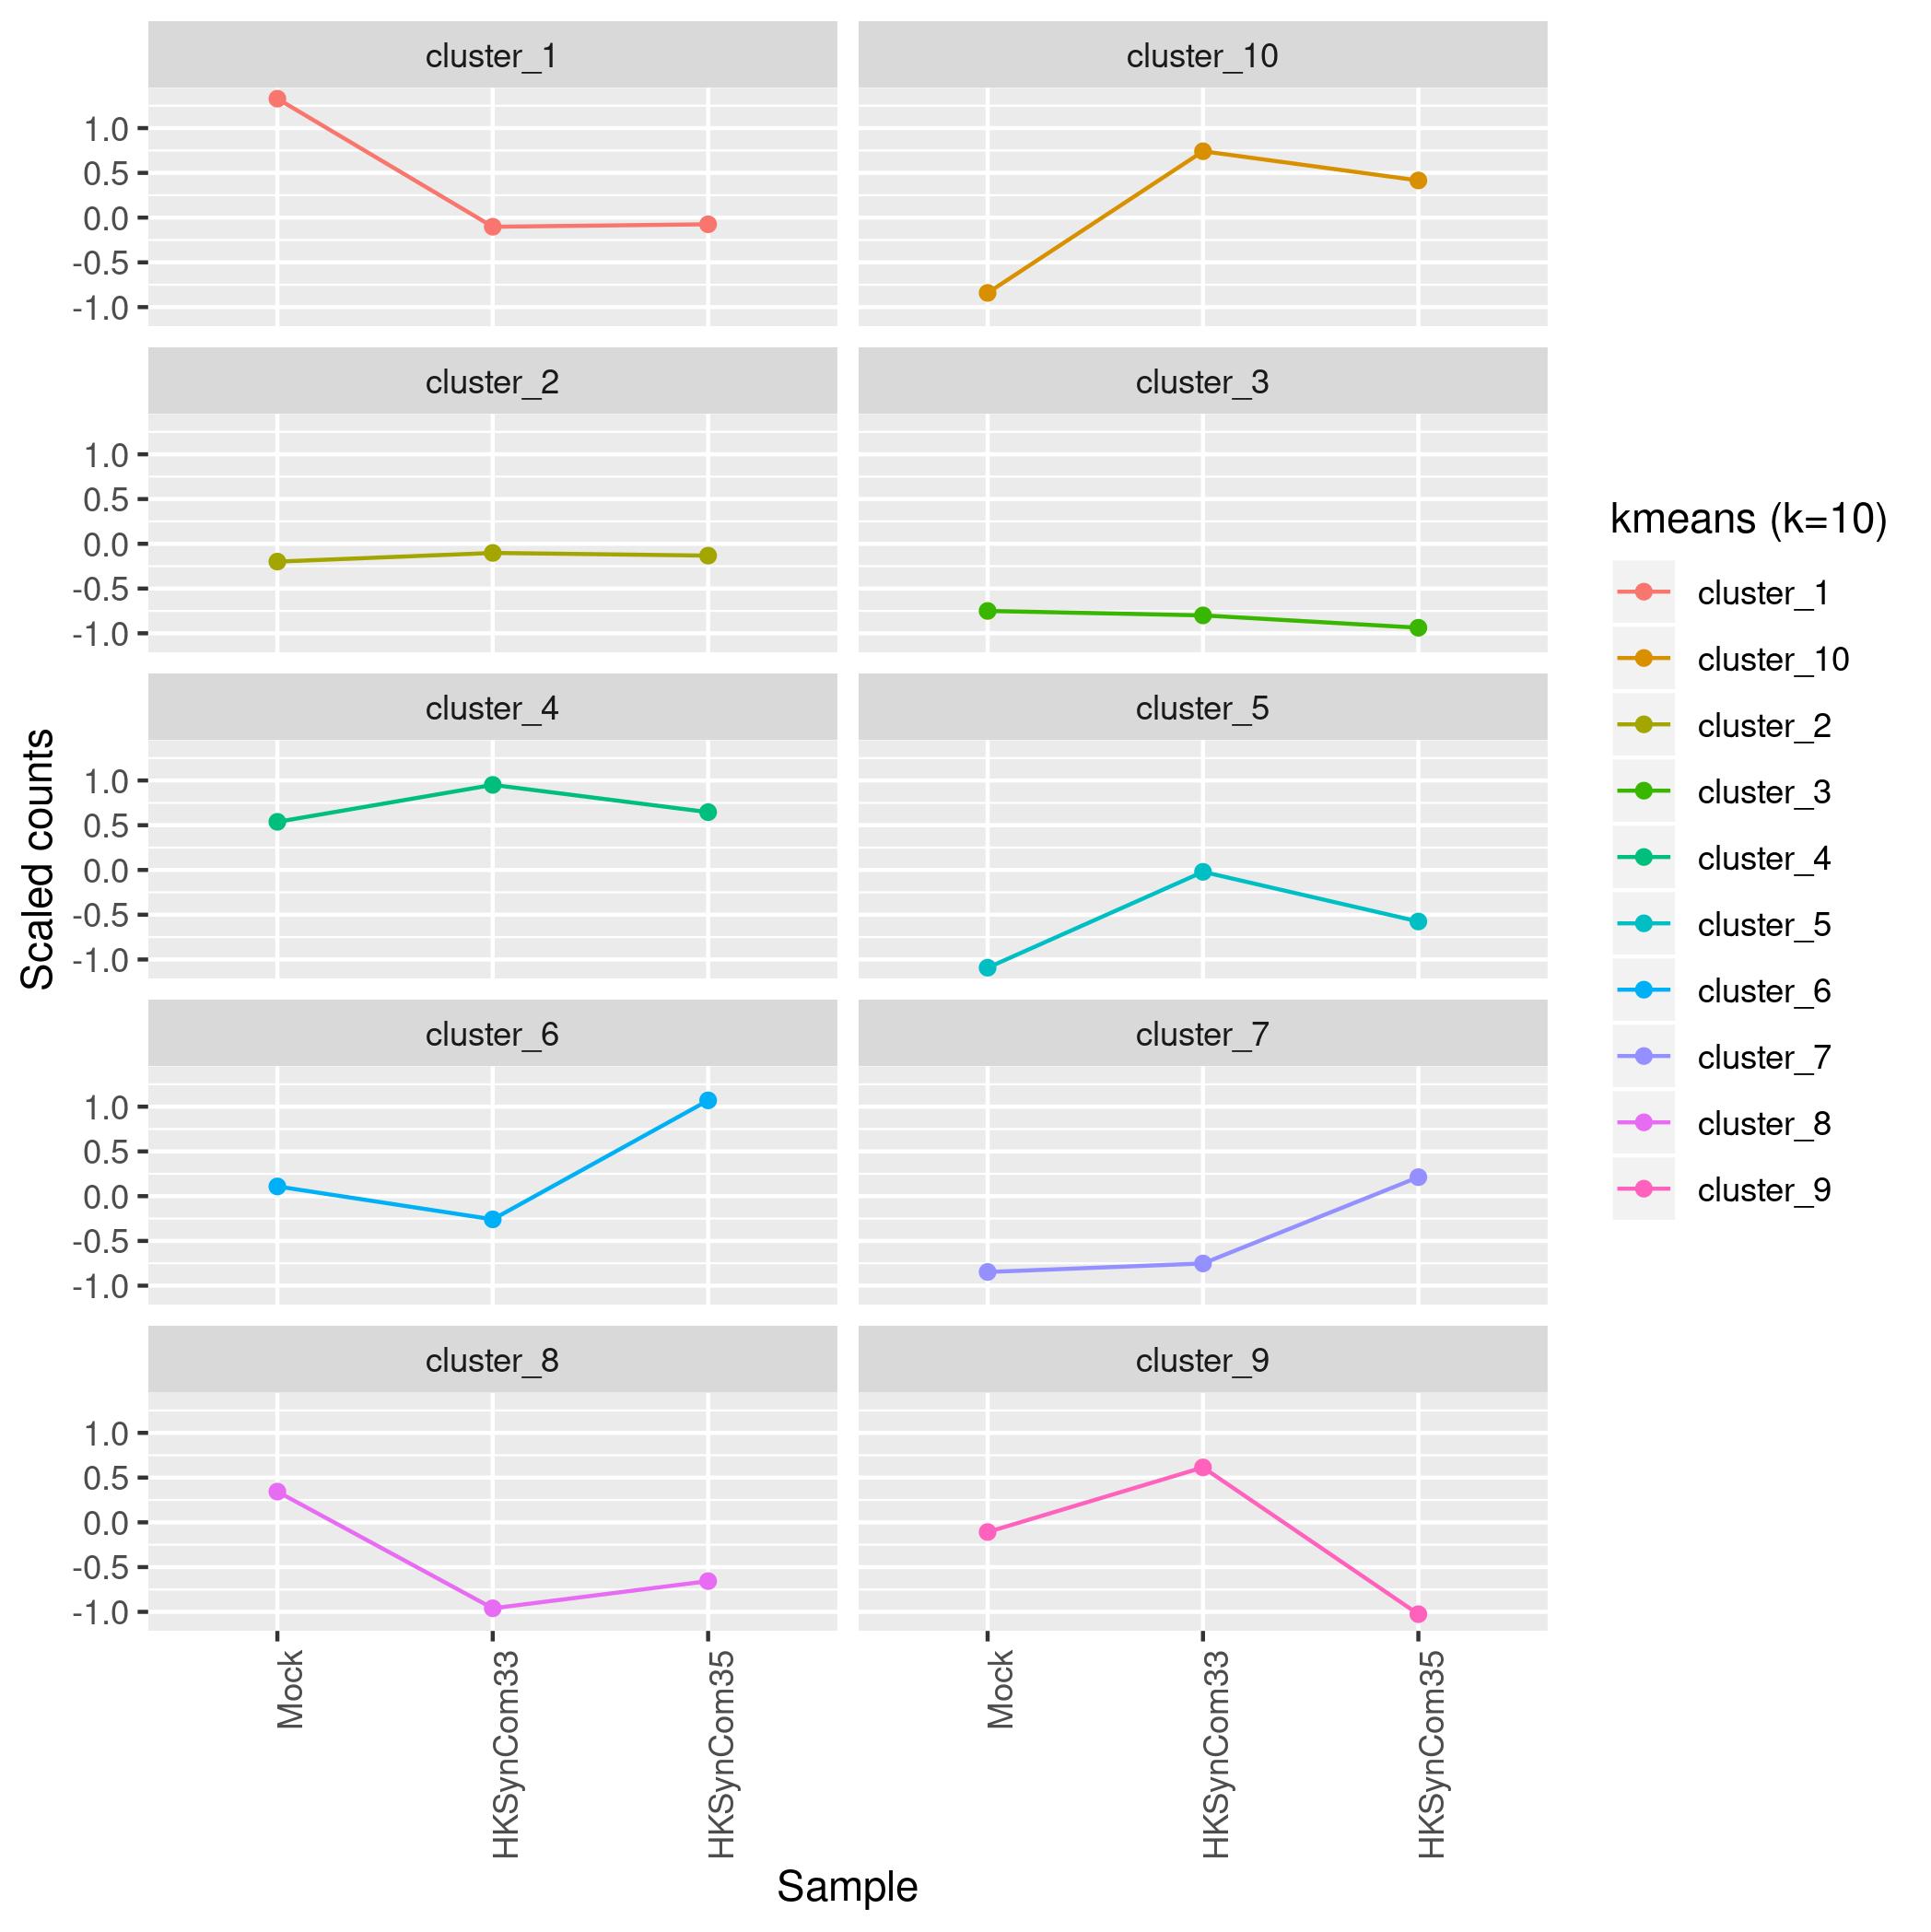 cluster_1
cluster_10
1.0
0.5
0.0
-0.5
-1.0
cluster_2
cluster_3
1.0
0.5
0.0
-0.5
-1.0
cluster_4
cluster_5
1.0
0.5
0.0
-0.5
-1.0
cluster_6
cluster_7
1.0
0.5
0.0
-0.5
-1.0
cluster_8
cluster_9
1.0
0.5
0.0
-0.5
-1.0
Mock
HKSynCom33
HKSynCom35
Mock
HKSynCom33
HKSynCom35
Sample
Scaled counts
kmeans (k=10)
cluster_1
cluster_10
cluster_2
cluster_3
cluster_4
cluster_5
cluster_6
cluster_7
cluster_8
cluster_9